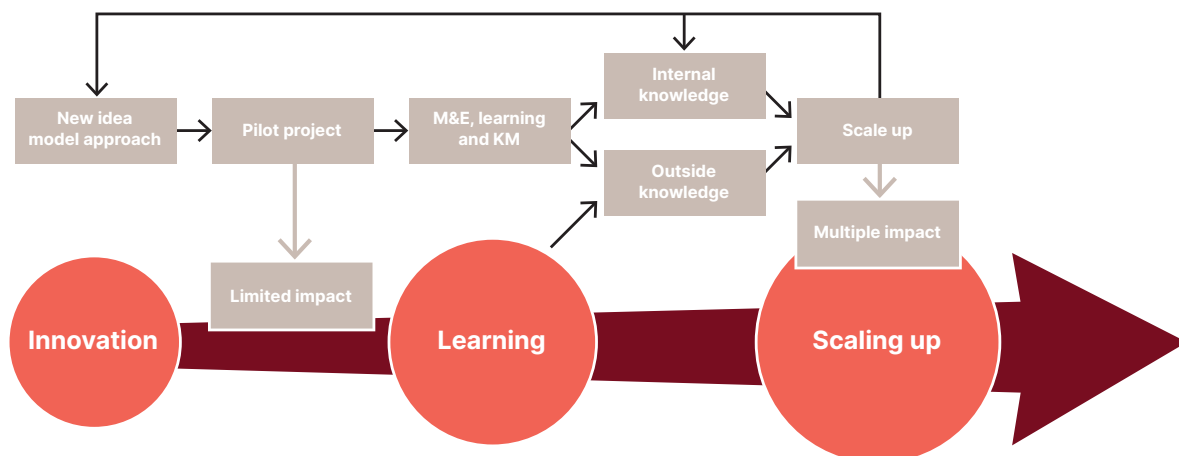 New idea
model approach
Pilot project
M&E, learning
and KM
Internal
knowledge
Outside
knowledge
Scale up
Limited impact
Multiple impact
Innovation
Learning
Scaling up